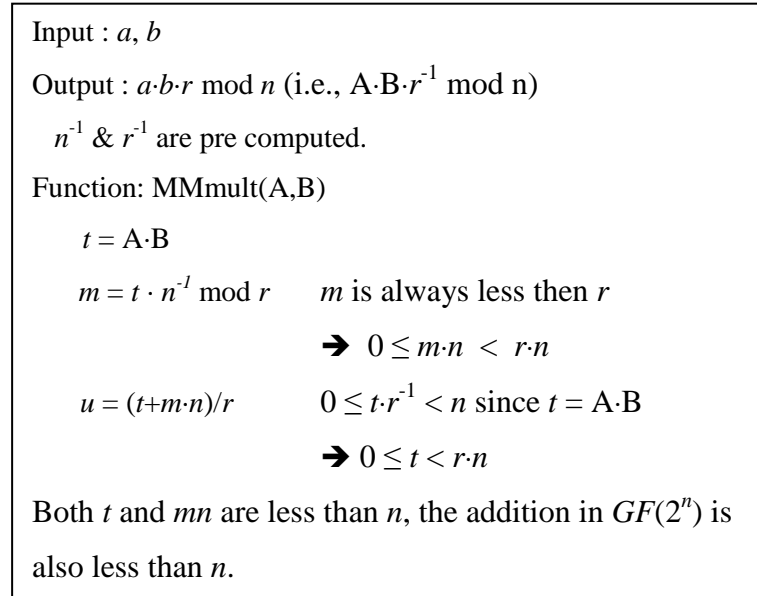 Input : a, b
Output : a·b·r mod n (i.e., A·B·r⁻¹ mod n)
n⁻¹ & r⁻¹ are pre computed.
Function: MMmult(A,B)
t = A·B
m = t · n⁻¹ mod r m is always less then r
➔ 0 ≤ m·n < r·n
u = (t+m·n)/r 0 ≤ t·r⁻¹ < n since t = A·B
➔ 0 ≤ t < r·n
Both t and mn are less than n, the addition in GF(2ⁿ) is
also less than n.